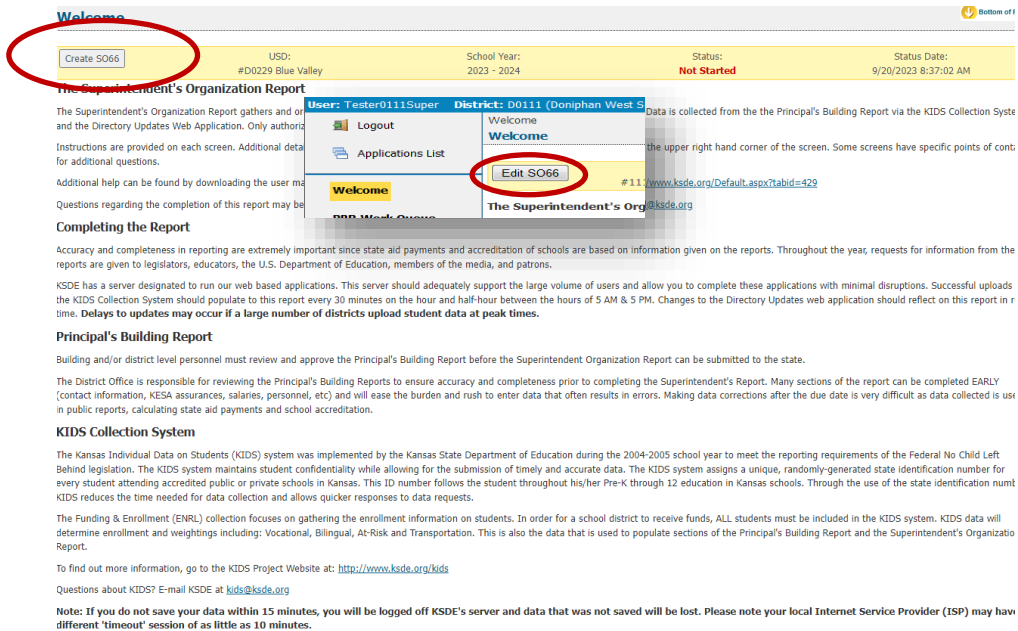 Welcome
Bottom of
Create SO66
USD:
#D0229 Blue Valley
School Year:
2023 - 2024
Status:
Not Started
Status Date:
9/20/2023 8:37:02 AM
The Superintendent's Organization Report
The Superintendent's Organization Report gathers and
Data is collected from the the Principal's Building Report via the KIDS Collection
and the Directory Updates Web Application. Only
Instructions are provided on each screen. Additional
the upper right hand corner of the screen. Some screens have specific points of
for additional questions.
Additional help can be found by downloading the user
/www.ksde.org/Default.aspx?tabid=429
Questions regarding the completion of this report may be
@ksde.org
User: Tester0111Super District: D0111 (Doniphan West S
Logout
Applications List
Welcome
PBR Work Queue
Welcome
Welcome
Edit SO66
#11
The Superintendent's Org
Completing the Report
Accuracy and completeness in reporting are extremely important since state aid payments and accreditation of schools are based on information given on the reports. Throughout the year, requests for information from the
reports are given to legislators, educators, the U.S. Department of Education, members of the media, and patrons.
KSDE has a server designated to run our web based applications. This server should adequately support the large volume of users and allow you to complete these applications with minimal disruptions. Successful uploads
the KIDS Collection System should populate to this report every 30 minutes on the hour and half-hour between the hours of 5 AM & 5 PM. Changes to the Directory Updates web application should reflect on this report in
time. Delays to updates may occur if a large number of districts upload student data at peak times.
Principal's Building Report
Building and/or district level personnel must review and approve the Principal's Building Report before the Superintendent Organization Report can be submitted to the state.
The District Office is responsible for reviewing the Principal's Building Reports to ensure accuracy and completeness prior to completing the Superintendent's Report. Many sections of the report can be completed EARLY
(contact information, KESA assurances, salaries, personnel, etc) and will ease the burden and rush to enter data that often results in errors. Making data corrections after the due date is very difficult as data collected is
in public reports, calculating state aid payments and school accreditation.
KIDS Collection System
The Kansas Individual Data on Students (KIDS) system was implemented by the Kansas State Department of Education during the 2004-2005 school year to meet the reporting requirements of the Federal No Child Left
Behind legislation. The KIDS system maintains student confidentiality while allowing for the submission of timely and accurate data. The KIDS system assigns a unique, randomly-generated state identification number for
every student attending accredited public or private schools in Kansas. This ID number follows the student throughout his/her Pre-K through 12 education in Kansas schools. Through the use of the state identification
KIDS reduces the time needed for data collection and allows quicker responses to data requests.
The Funding & Enrollment (ENRL) collection focuses on gathering the enrollment information on students. In order for a school district to receive funds, ALL students must be included in the KIDS system. KIDS data will
determine enrollment and weightings including: Vocational, Bilingual, At-Risk and Transportation. This is also the data that is used to populate sections of the Principal's Building Report and the Superintendent's
Report.
To find out more information, go to the KIDS Project Website at: http://www.ksde.org/kids
Questions about KIDS? E-mail KSDE at kids@ksde.org
Note: If you do not save your data within 15 minutes, you will be logged off KSDE's server and data that was not saved will be lost. Please note your local Internet Service Provider (ISP) may have
different 'timeout' session of as little as 10 minutes.